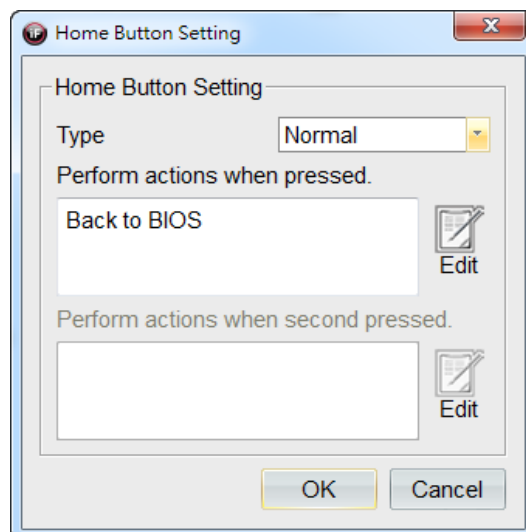 Home Button Setting
Home Button Setting
Type Normal
Perform actions when pressed.
Back to BIOS
Edit
Perform actions when second pressed.
Edit
OK Cancel